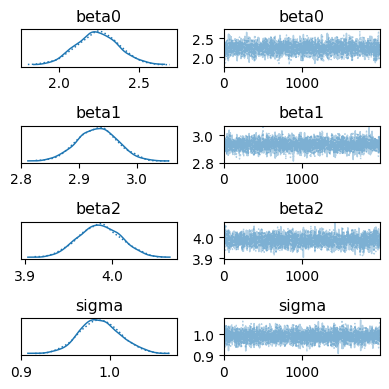 beta0 beta0
2.5
2.0
2.0 2.5 0 1000
beta1 beta1
3.0
2.8
2.8 2.9 3.0 0 1000
beta2 beta2
4.0
3.9
3.9 4.0 0 1000
sigma sigma
1.0
0.9
0.9 1.0 0 1000